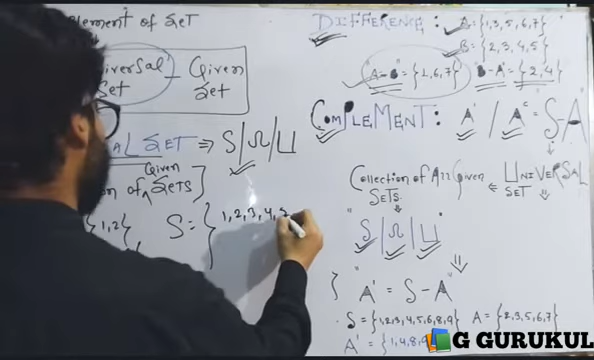 Element of SET
Universal — Given
Set Set
AL SET ⇒ S/Ω/U
Given
of ^ SETS
{1,2} S = { 1, 2, 3, 4, 5
DIFFERENCE: A = {1,3,5,6,7}
B = {2,3,4,5}
"A-B" = {1,6,7} "B-A" = {2,4}
COMPLEMENT: A' / A^c = S-A
Collection of All Given SETS ⇐ UNIVERSAL SET
"S/Ω/U"
"A' = S-A"
S = {1,2,3,4,5,6,8,9} A = {2,3,5,6,7}
A' = {1,4,8,9}
G GURUKUL